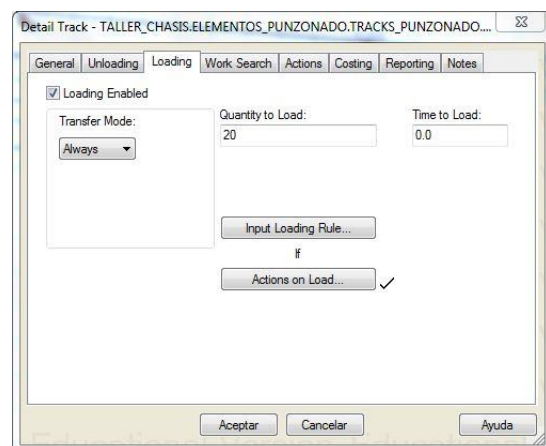 Detail Track - TALLER_CHASIS.ELEMENTOS_PUNZONADO.TRACKS_PUNZONADO....
General Unloading Loading Work Search Actions Costing Reporting Notes
Loading Enabled
Transfer Mode: Quantity to Load: Time to Load:
Always 20 0.0
Input Loading Rule...
If
Actions on Load...
Aceptar Cancelar Ayuda